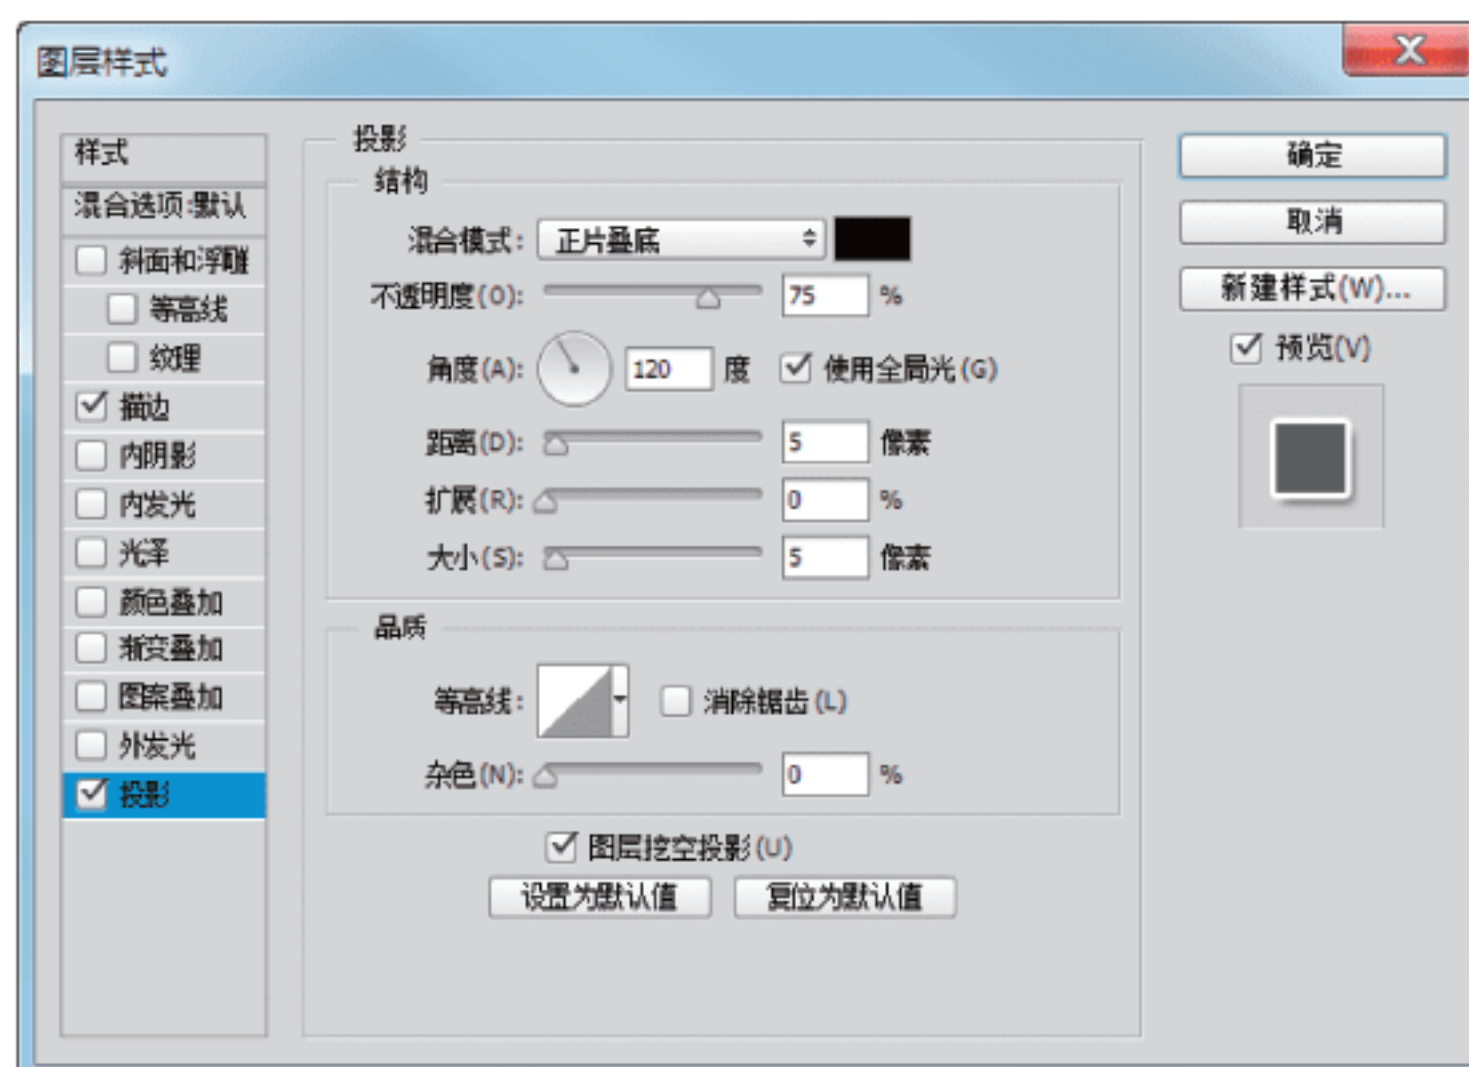 图层样式
样式
混合选项:默认
斜面和浮雕
等高线
纹理
描边
内阴影
内发光
光泽
颜色叠加
渐变叠加
图案叠加
外发光
投影
投影
结构
混合模式: 正片叠底
不透明度(O): 75 %
角度(A): 120 度 使用全局光(G)
距离(D): 5 像素
扩展(R): 0 %
大小(S): 5 像素
品质
等高线: 消除锯齿(L)
杂色(N): 0 %
图层挖空投影(U)
设置为默认值 复位为默认值
确定
取消
新建样式(W)...
预览(V)